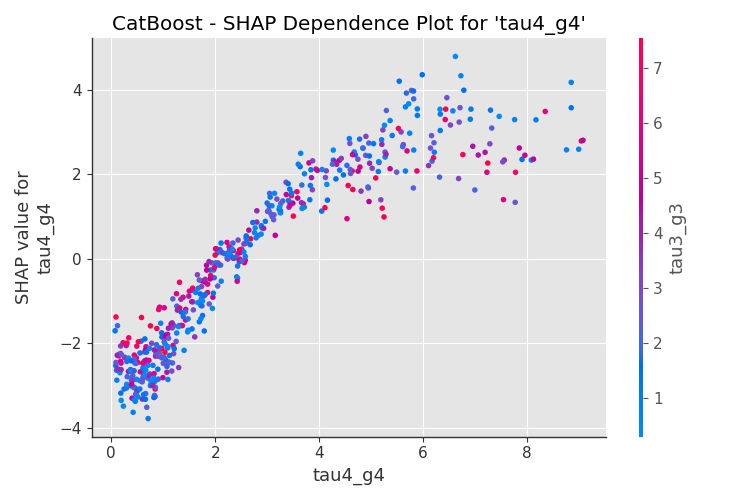 CatBoost - SHAP Dependence Plot for 'tau4_g4'
SHAP value for
tau4_g4
4
2
0
−2
−4
0 2 4 6 8
tau4_g4
7
6
5
4
3
2
1
tau3_g3